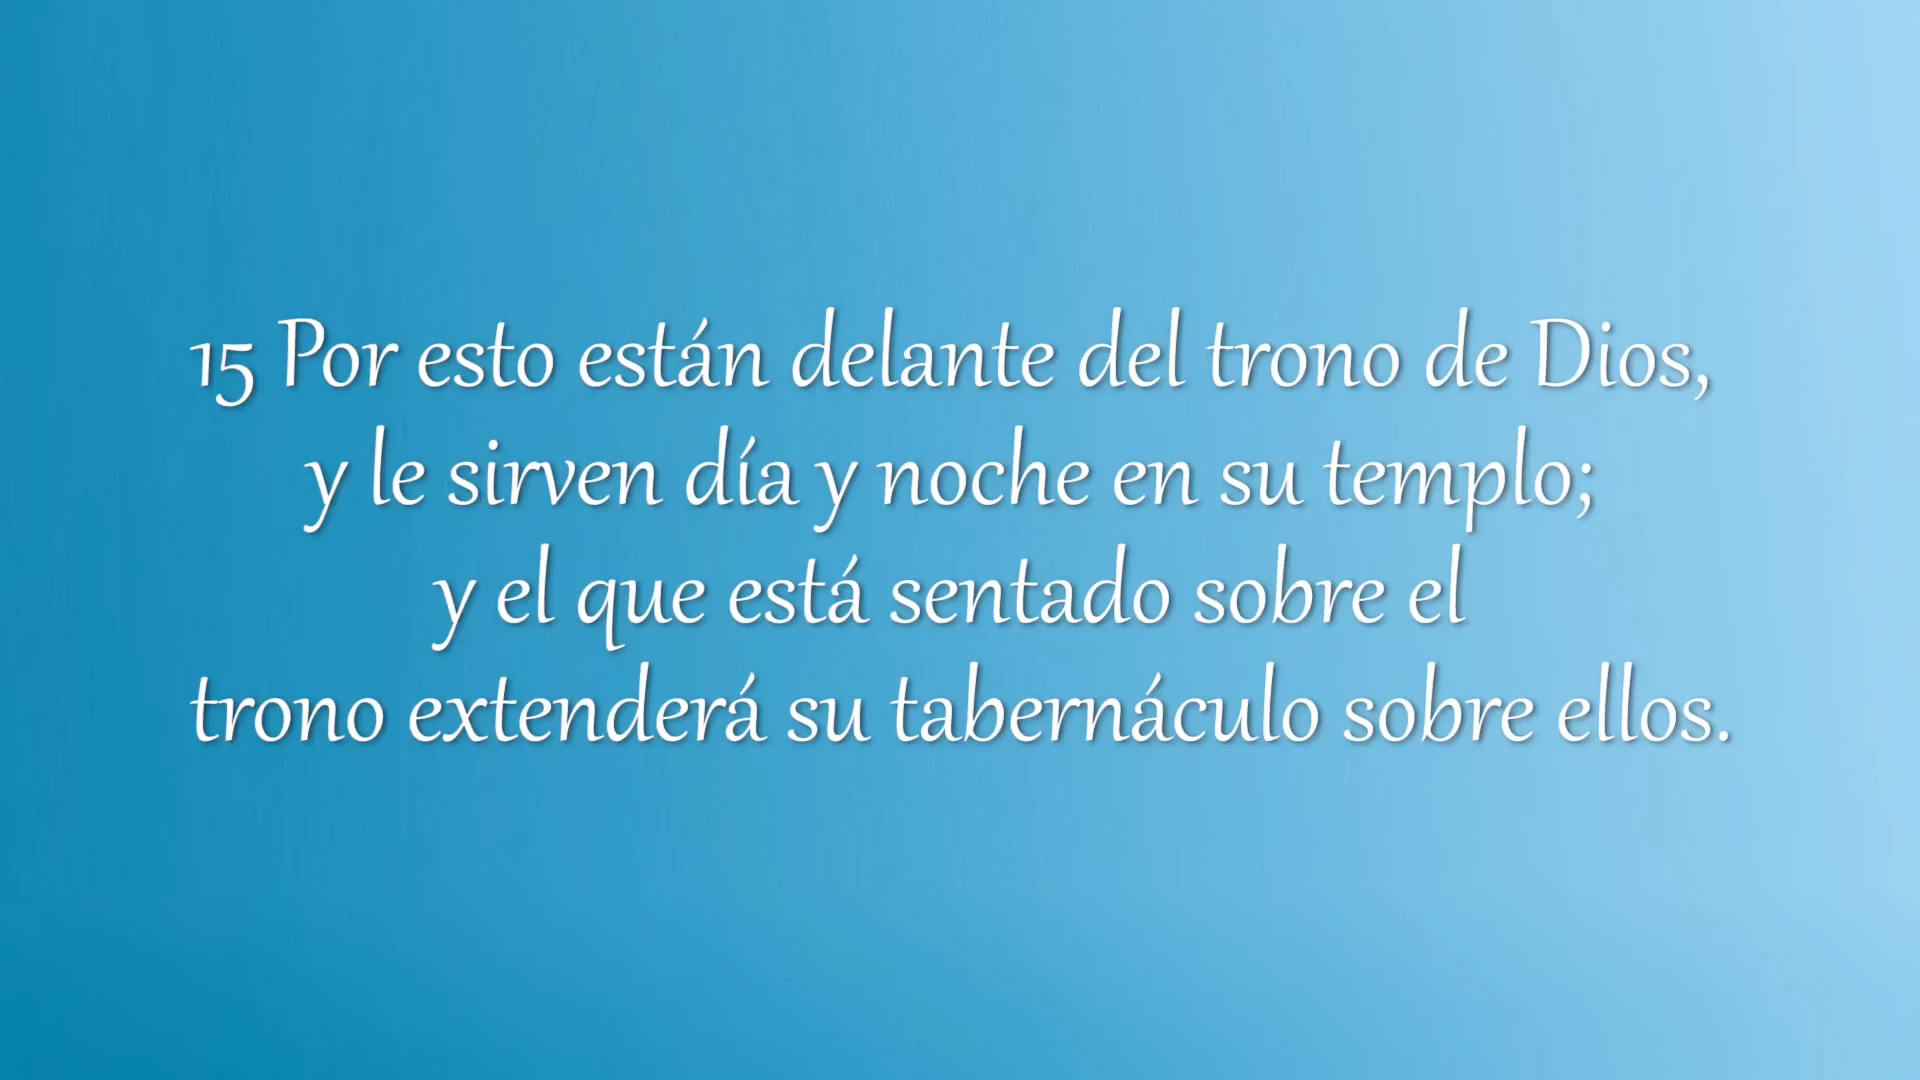 15 Por esto están delante del trono de Dios,
y le sirven día y noche en su templo;
y el que está sentado sobre el
trono extenderá su tabernáculo sobre ellos.